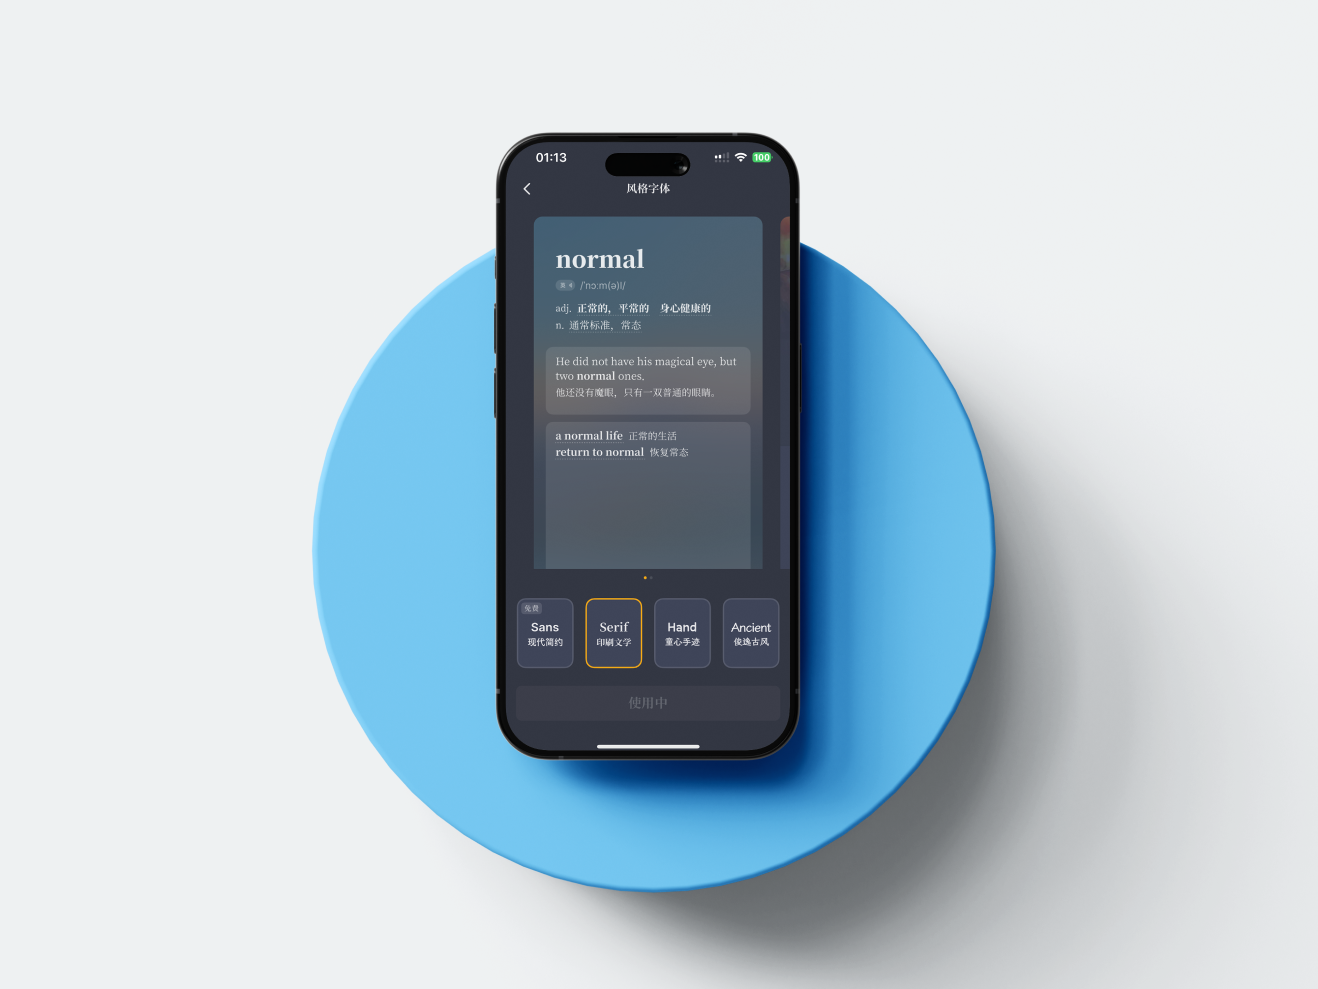 01:13
100
风格字体
normal
英 /ˈnɔːm(ə)l/
adj. 正常的，平常的 身心健康的
n. 通常标准，常态
He did not have his magical eye, but
two normal ones.
他还没有魔眼，只有一双普通的眼睛。
a normal life 正常的生活
return to normal 恢复常态
免费
Sans
现代简约
Serif
印刷文学
Hand
童心手迹
Ancient
俊逸古风
使用中